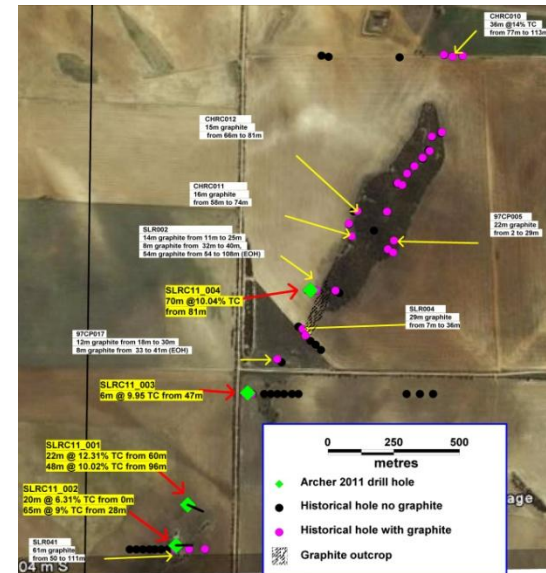 CHRC010
36m @14% TC
from 77m to 113m
CHRC012
15m graphite
from 66m to 81m
CHRC011
16m graphite
from 58m to 74m
97CP005
22m graphite
from 2 to 29m
SLR002
14m graphite from 11m to 25m
8m graphite from 32m to 40m,
54m graphite from 54 to 108m (EOH)
SLRC11_004
70m @10.04% TC
from 81m
SLR004
29m graphite
from 7m to 36m
97CP017
12m graphite from 18m to 30m
8m graphite from 33 to 41m (EOH)
SLRC11_003
6m @ 9.95 TC from 47m
SLRC11_001
22m @ 12.31% TC from 60m
48m @ 10.02% TC from 96m
SLRC11_002
20m @ 6.31% TC from 0m
65m @ 9% TC from 28m
SLR041
61m graphite
from 50 to 111m
0 250 500
metres
Archer 2011 drill hole
Historical hole no graphite
Historical hole with graphite
Graphite outcrop
age
04 m S